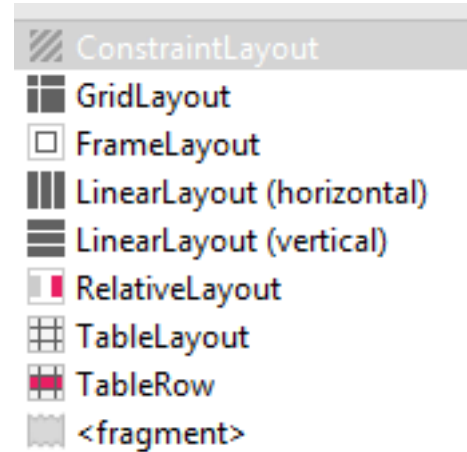 ConstraintLayout
GridLayout
FrameLayout
LinearLayout (horizontal)
LinearLayout (vertical)
RelativeLayout
TableLayout
TableRow
<fragment>